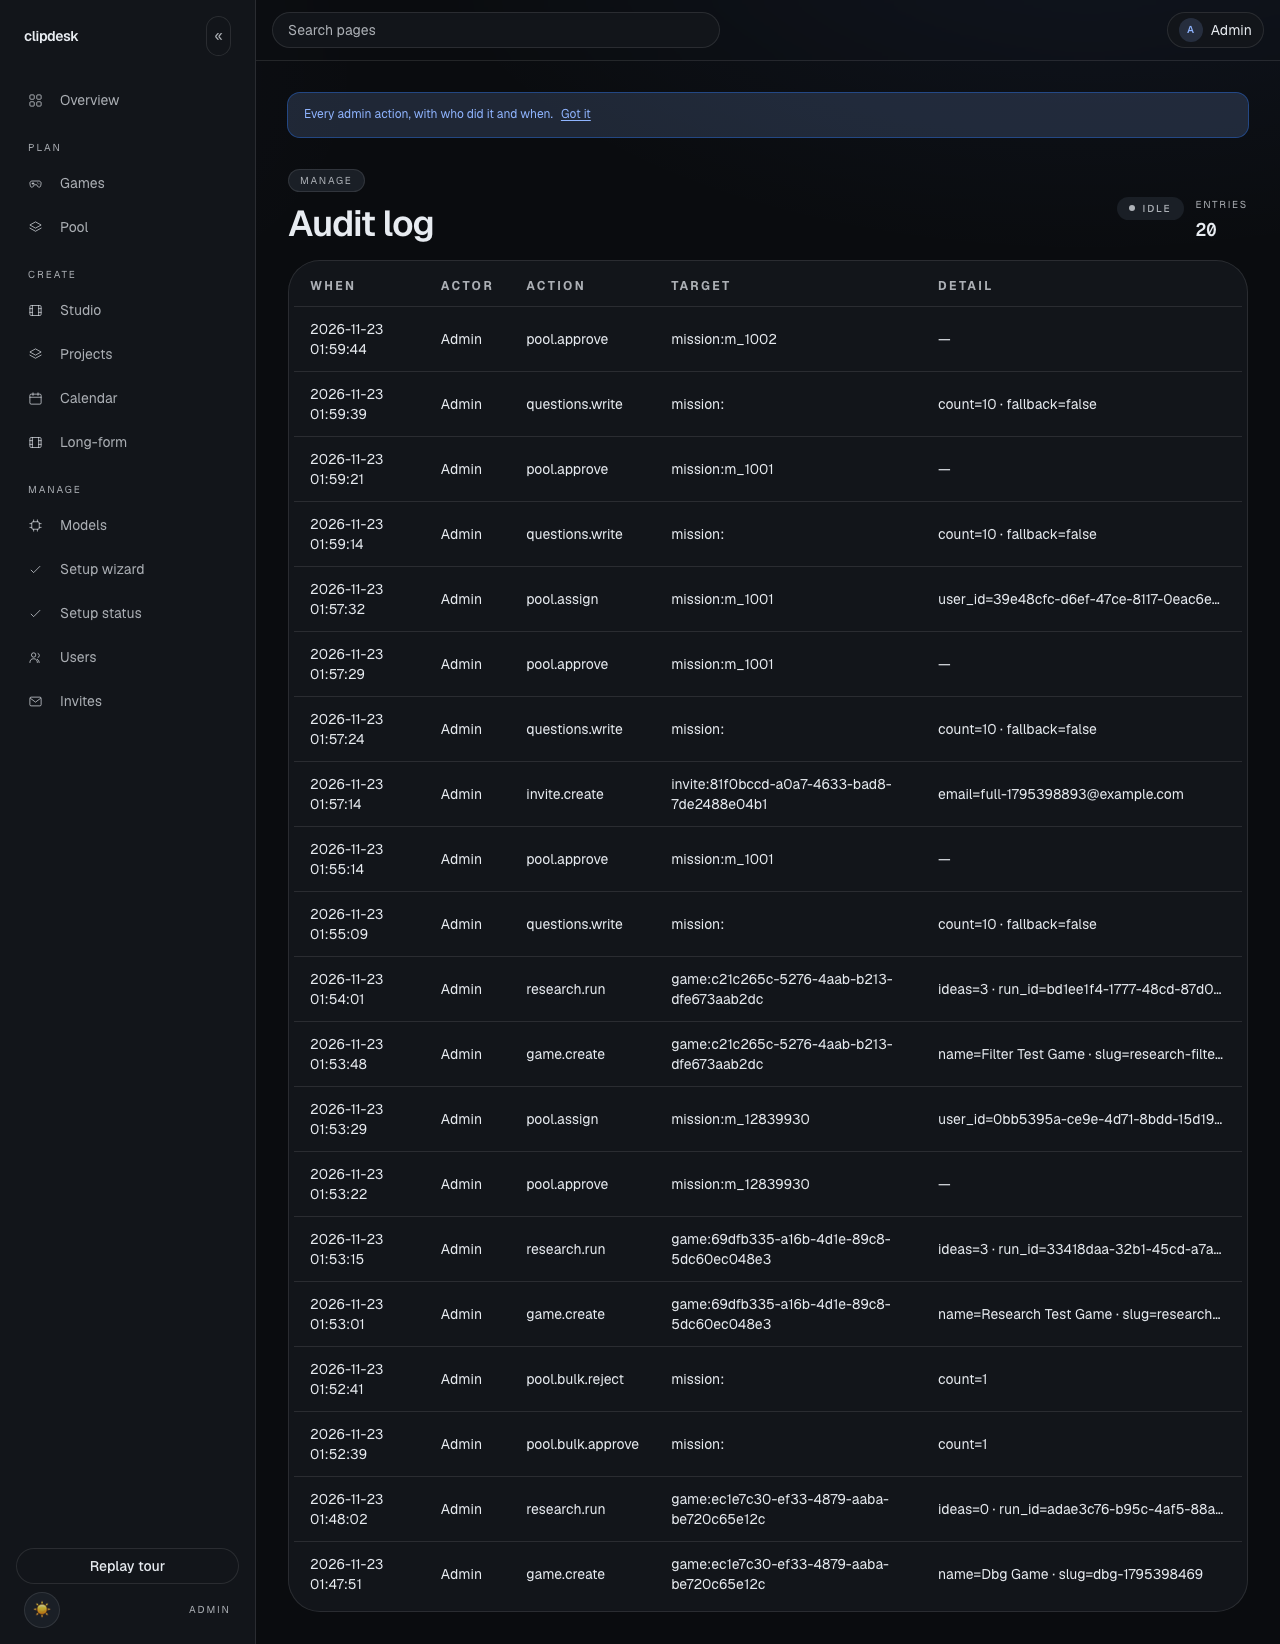 clipdesk
«
Search pages
A Admin
Overview
PLAN
Games
Pool
CREATE
Studio
Projects
Calendar
Long-form
MANAGE
Models
Setup wizard
Setup status
Users
Invites
Replay tour
ADMIN
Every admin action, with who did it and when. Got it
MANAGE
Audit log
IDLE
ENTRIES
20
WHEN ACTOR ACTION TARGET DETAIL
2026-11-23
01:59:44
Admin pool.approve mission:m_1002 —
2026-11-23
01:59:39
Admin questions.write mission: count=10 · fallback=false
2026-11-23
01:59:21
Admin pool.approve mission:m_1001 —
2026-11-23
01:59:14
Admin questions.write mission: count=10 · fallback=false
2026-11-23
01:57:32
Admin pool.assign mission:m_1001 user_id=39e48cfc-d6ef-47ce-8117-0eac6e…
2026-11-23
01:57:29
Admin pool.approve mission:m_1001 —
2026-11-23
01:57:24
Admin questions.write mission: count=10 · fallback=false
2026-11-23
01:57:14
Admin invite.create
invite:81f0bccd-a0a7-4633-bad8-
7de2488e04b1
email=full-1795398893@example.com
2026-11-23
01:55:14
Admin pool.approve mission:m_1001 —
2026-11-23
01:55:09
Admin questions.write mission: count=10 · fallback=false
2026-11-23
01:54:01
Admin research.run
game:c21c265c-5276-4aab-b213-
dfe673aab2dc
ideas=3 · run_id=bd1ee1f4-1777-48cd-87d0…
2026-11-23
01:53:48
Admin game.create
game:c21c265c-5276-4aab-b213-
dfe673aab2dc
name=Filter Test Game · slug=research-filte…
2026-11-23
01:53:29
Admin pool.assign mission:m_12839930 user_id=0bb5395a-ce9e-4d71-8bdd-15d19…
2026-11-23
01:53:22
Admin pool.approve mission:m_12839930 —
2026-11-23
01:53:15
Admin research.run
game:69dfb335-a16b-4d1e-89c8-
5dc60ec048e3
ideas=3 · run_id=33418daa-32b1-45cd-a7a…
2026-11-23
01:53:01
Admin game.create
game:69dfb335-a16b-4d1e-89c8-
5dc60ec048e3
name=Research Test Game · slug=research…
2026-11-23
01:52:41
Admin pool.bulk.reject mission: count=1
2026-11-23
01:52:39
Admin pool.bulk.approve mission: count=1
2026-11-23
01:48:02
Admin research.run
game:ec1e7c30-ef33-4879-aaba-
be720c65e12c
ideas=0 · run_id=adae3c76-b95c-4af5-88a…
2026-11-23
01:47:51
Admin game.create
game:ec1e7c30-ef33-4879-aaba-
be720c65e12c
name=Dbg Game · slug=dbg-1795398469